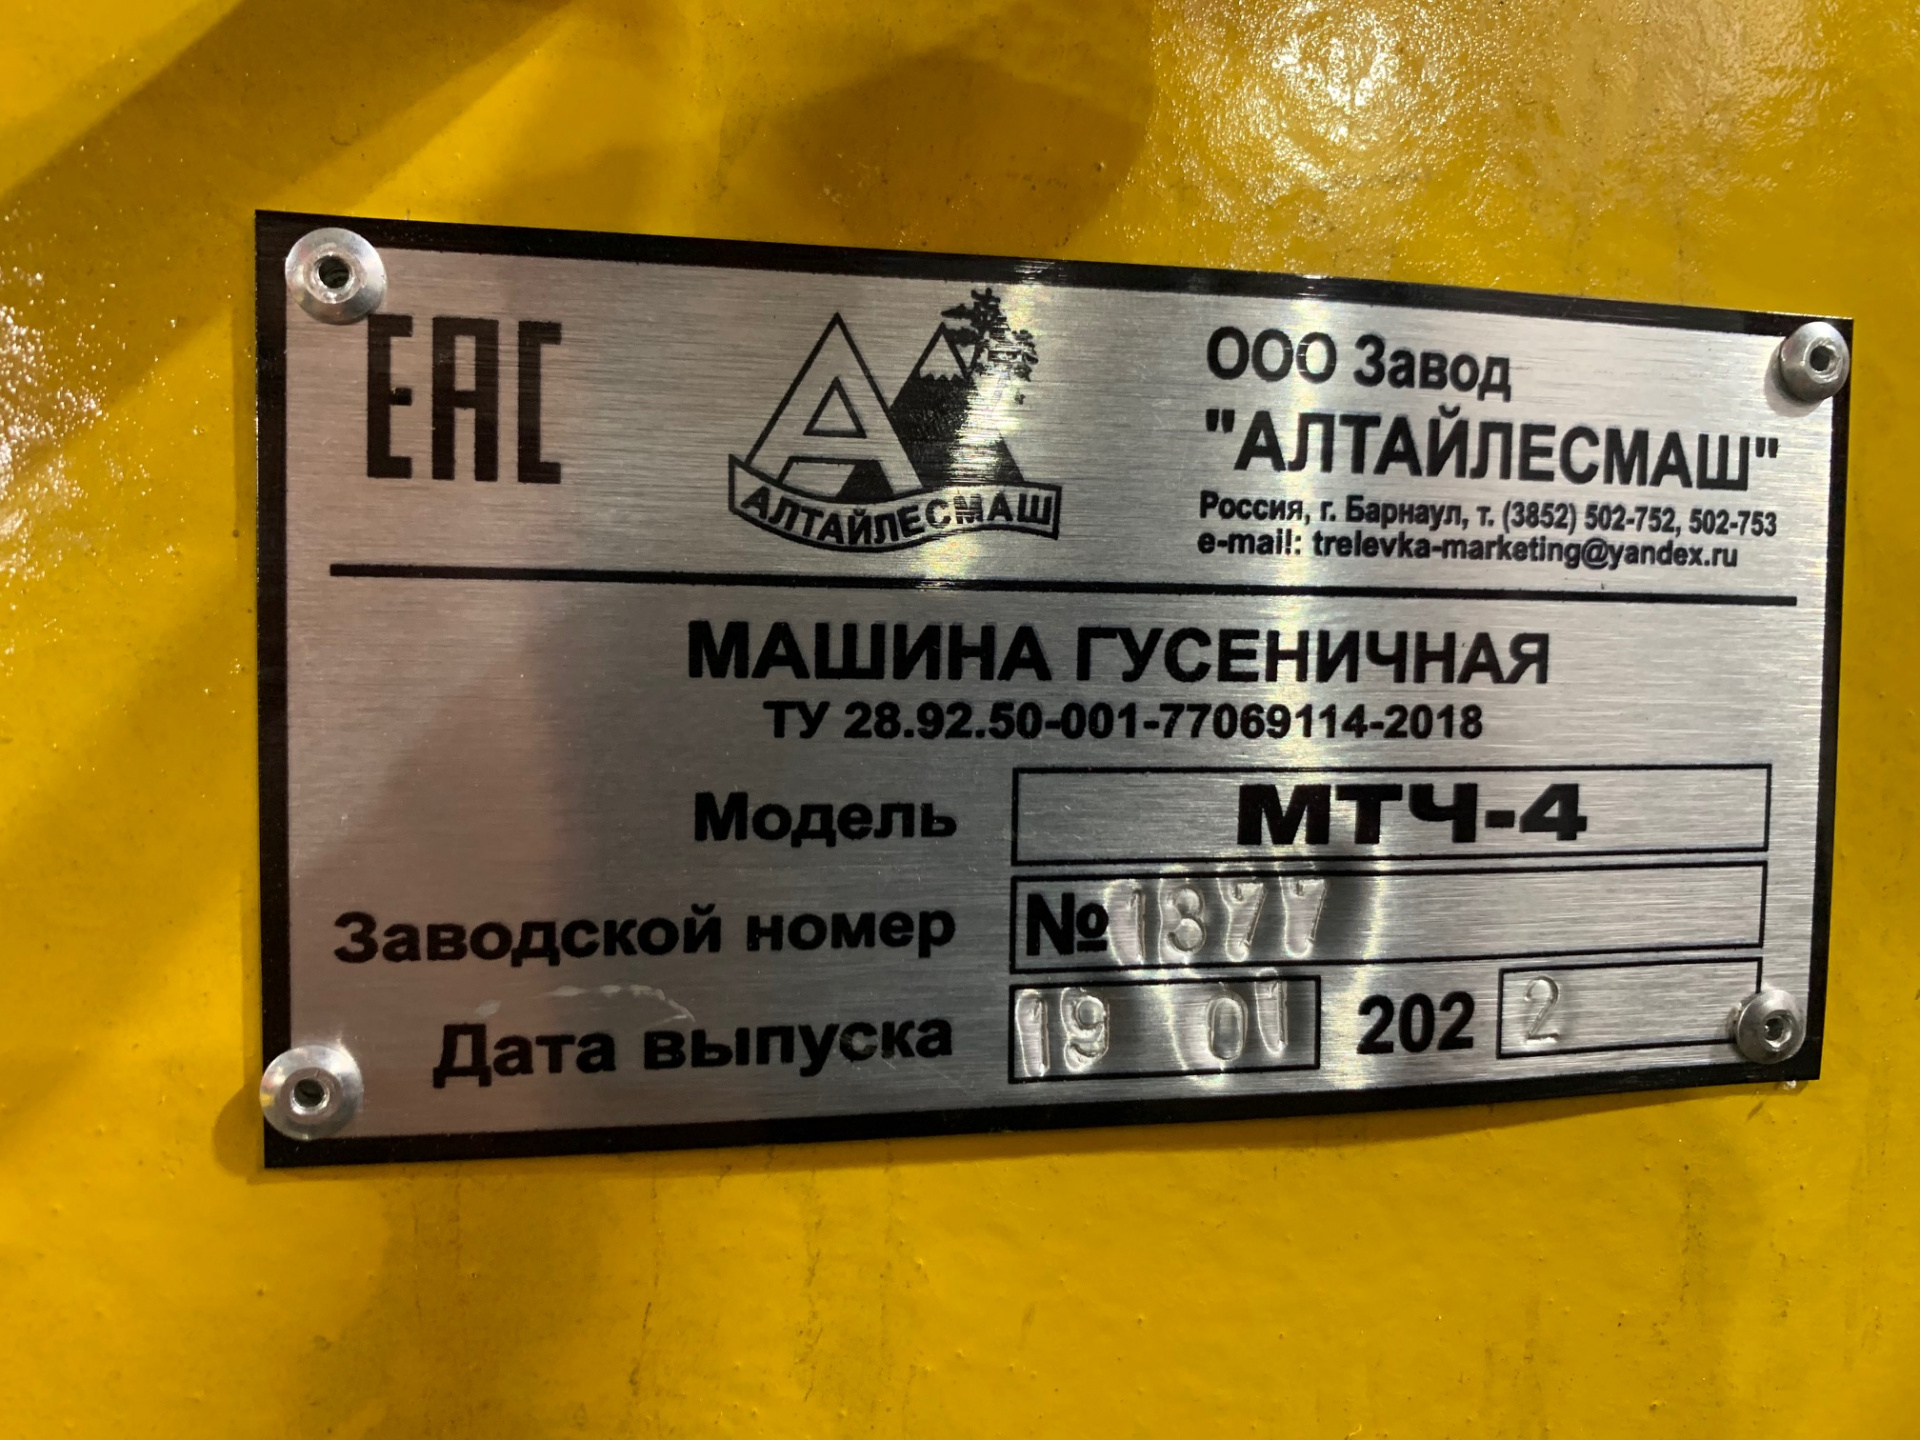 ЕАС
АЛТАЙЛЕСМАШ
ООО Завод
"АЛТАЙЛЕСМАШ"
Россия, г. Барнаул, т. (3852) 502-752, 502-753
e-mail: trelevka-marketing@yandex.ru
МАШИНА ГУСЕНИЧНАЯ
ТУ 28.92.50-001-77069114-2018
Модель МТЧ-4
Заводской номер №1377
Дата выпуска 19 01 202 2